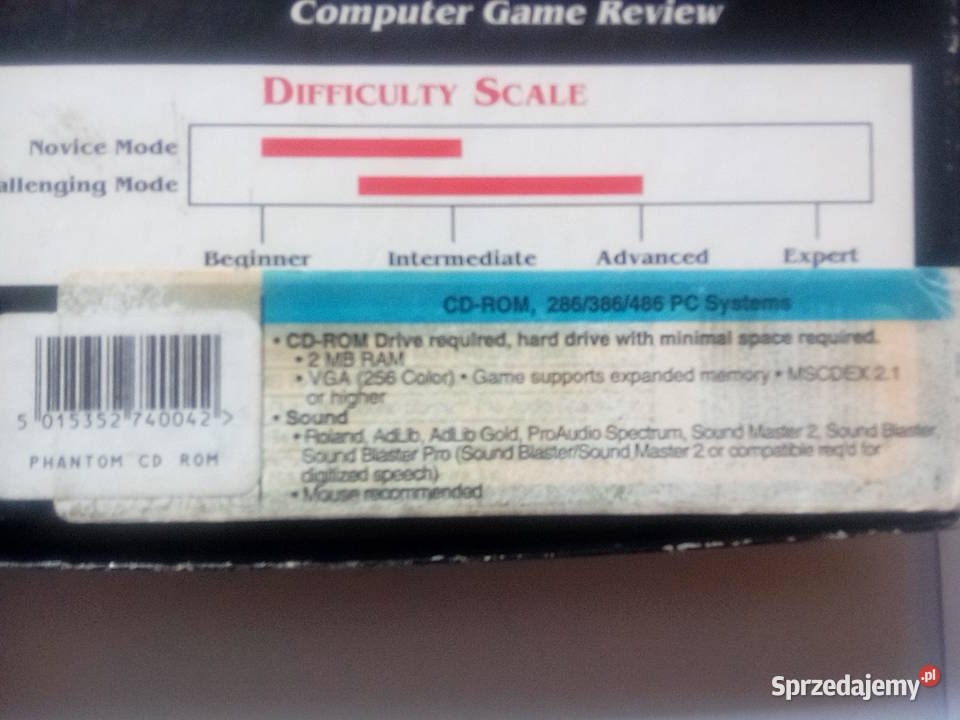 Computer Game Review
DIFFICULTY SCALE
Novice Mode
allenging Mode
Beginner Intermediate Advanced Expert
CD-ROM, 286/386/486 PC Systems
• CD-ROM Drive required, hard drive with minimal space required.
• 2 MB RAM
• VGA (256 Color) • Game supports expanded memory • MSCDEX 2.1
or higher
• Sound
• Roland, AdLib, AdLib Gold, ProAudio Spectrum, Sound Master 2, Sound Blaster,
Sound Blaster Pro (Sound Blaster/Sound Master 2 or compatible req'd for
digitized speech)
• Mouse recommended
5 015352 740042 >
PHANTOM CD ROM
Sprzedajemy.pl